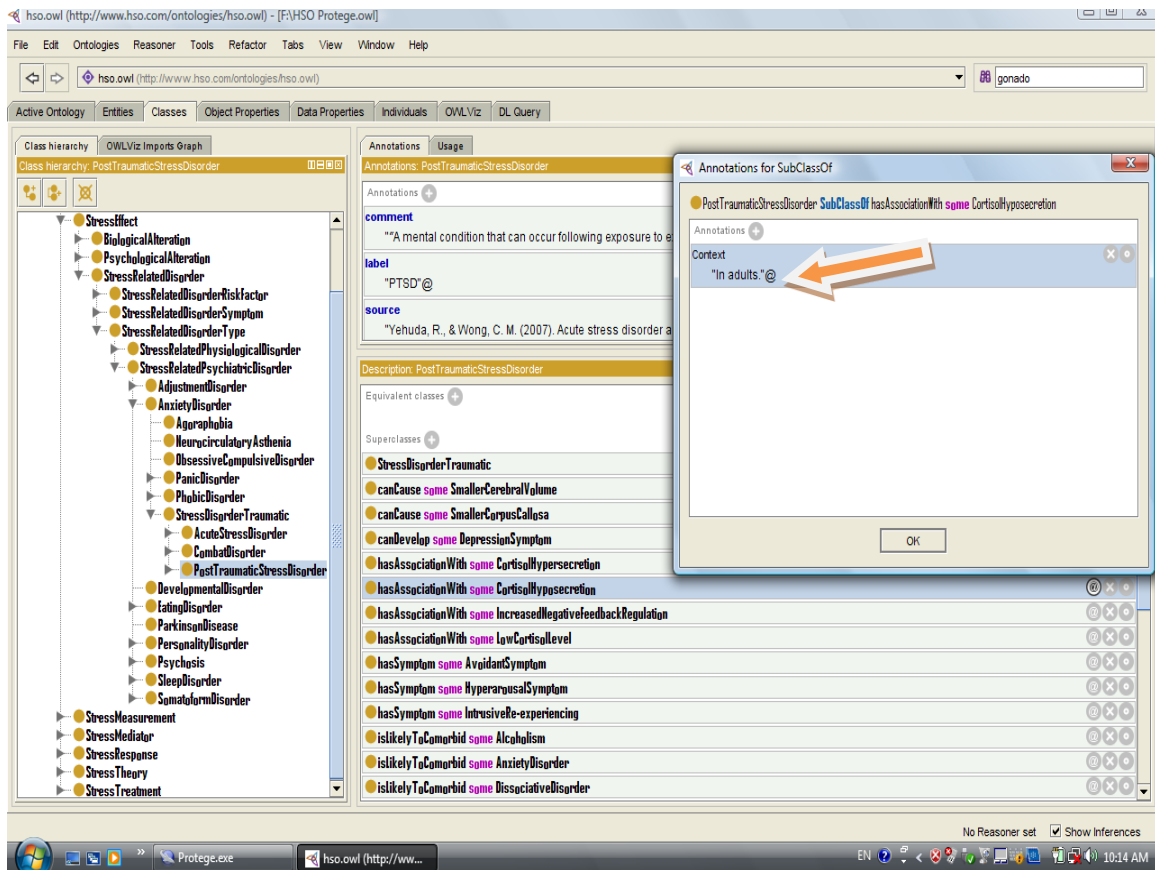 hso.owl (http://www.hso.com/ontologies/hso.owl) - [F:\HSO Protege.owl]
File Edit Ontologies Reasoner Tools Refactor Tabs View Window Help
hso.owl (http://www.hso.com/ontologies/hso.owl)
gonado
Active Ontology Entities Classes Object Properties Data Properties Individuals OWLViz DL Query
Class hierarchy OWLViz Imports Graph
Class hierarchy: PostTraumaticStressDisorder
StressEffect
BiologicalAlteration
PsychologicalAlteration
StressRelatedDisorder
StressRelatedDisorderRiskFactor
StressRelatedDisorderSymptom
StressRelatedDisorderType
StressRelatedPhysiologicalDisorder
StressRelatedPsychiatricDisorder
AdjustmentDisorder
AnxietyDisorder
Agoraphobia
NeurocirculatoryAsthenia
ObsessiveCompulsiveDisorder
PanicDisorder
PhobicDisorder
StressDisorderTraumatic
AcuteStressDisorder
CombatDisorder
PostTraumaticStressDisorder
DevelopmentalDisorder
EatingDisorder
ParkinsonDisease
PersonalityDisorder
Psychosis
SleepDisorder
SomatoformDisorder
StressMeasurement
StressMediator
StressResponse
StressTheory
StressTreatment
Annotations Usage
Annotations: PostTraumaticStressDisorder
Annotations
comment
""A mental condition that can occur following exposure to e
label
"PTSD"@
source
"Yehuda, R., & Wong, C. M. (2007). Acute stress disorder a
Description: PostTraumaticStressDisorder
Equivalent classes
Superclasses
StressDisorderTraumatic
canCause some SmallerCerebralVolume
canCause some SmallerCorpusCallosa
canDevelop some DepressionSymptom
hasAssociationWith some CortisolHypersecretion
hasAssociationWith some CortisolHyposecretion
hasAssociationWith some IncreasedNegativeFeedbackRegulation
hasAssociationWith some LowCortisolLevel
hasSymptom some AvoidantSymptom
hasSymptom some HyperarousalSymptom
hasSymptom some IntrusiveRe-experiencing
isLikelyToComorbid some Alcoholism
isLikelyToComorbid some AnxietyDisorder
isLikelyToComorbid some DissociativeDisorder
Annotations for SubClassOf
PostTraumaticStressDisorder SubClassOf hasAssociationWith some CortisolHyposecretion
Annotations
Context
"In adults."@
OK
No Reasoner set Show Inferences
Protege.exe
hso.owl (http://ww...
EN
10:14 AM